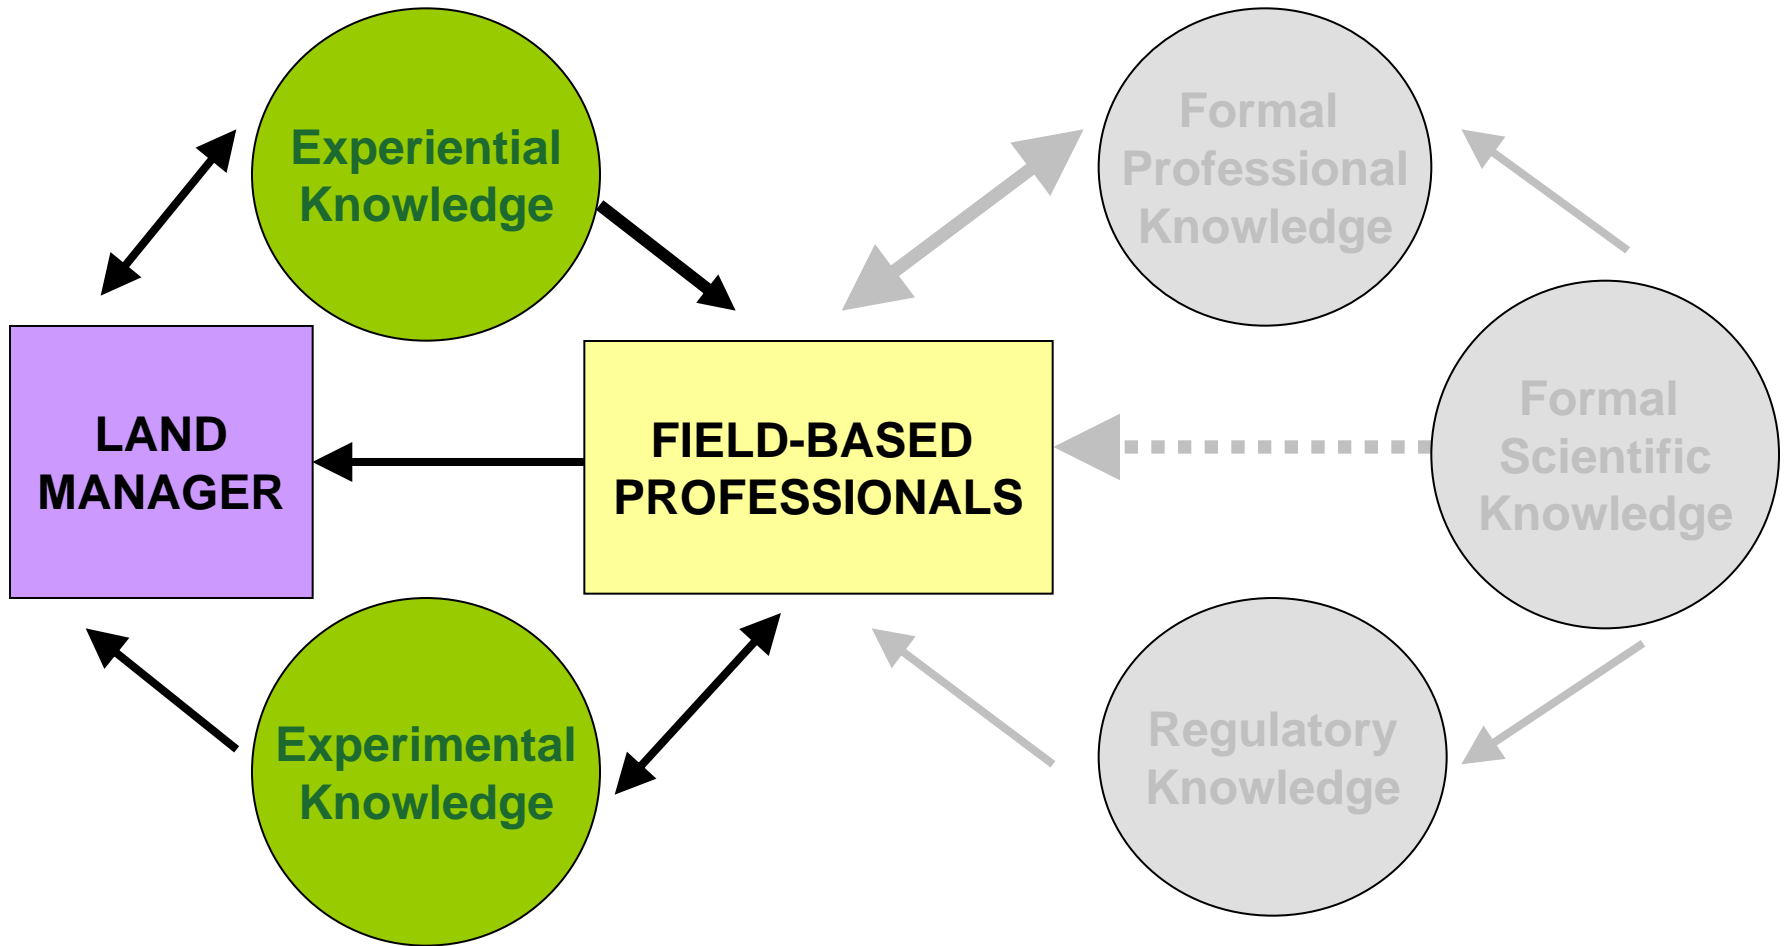 Experiential
Knowledge
Formal
Professional
Knowledge
LAND
MANAGER
FIELD-BASED
PROFESSIONALS
Formal
Scientific
Knowledge
Experimental
Knowledge
Regulatory
Knowledge